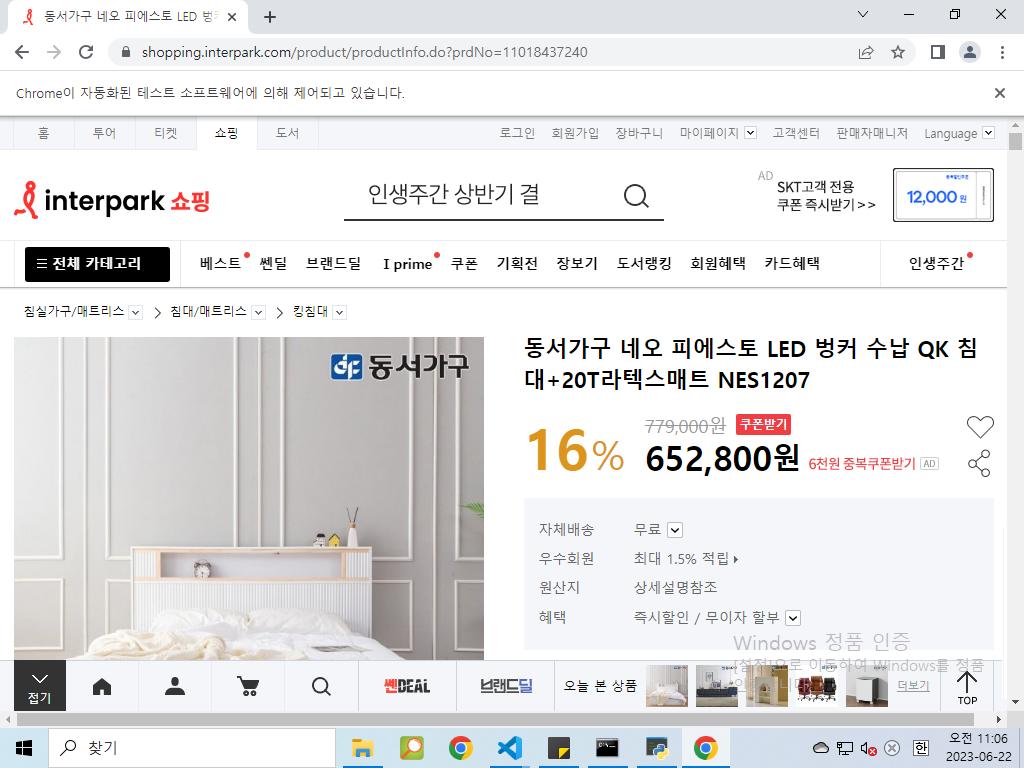 동서가구 네오 피에스토 LED 벙커
shopping.interpark.com/product/productInfo.do?prdNo=11018437240
Chrome이 자동화된 테스트 소프트웨어에 의해 제어되고 있습니다.
홈 투어 티켓 쇼핑 도서 로그인 회원가입 장바구니 마이페이지 고객센터 판매자매니저 Language
interpark 쇼핑
인생주간 상반기 결
AD SKT고객 전용
쿠폰 즉시받기>>
12,000원
전체 카테고리 베스트 쎈딜 브랜드딜 I prime 쿠폰 기획전 장보기 도서랭킹 회원혜택 카드혜택 인생주간
침실가구/매트리스 침대/매트리스 킹침대
동서가구
동서가구 네오 피에스토 LED 벙커 수납 QK 침
대+20T라텍스매트 NES1207
16%
779,000원 쿠폰받기
652,800원 6천원 중복쿠폰받기 AD
자체배송 무료
우수회원 최대 1.5% 적립
원산지 상세설명참조
혜택 즉시할인 / 무이자 할부
Windows 정품 인증
[설정]으로 이동하여 Windows를 정품
접기
쎈DEAL
브랜드딜
오늘 본 상품
더보기
TOP
찾기
한
오전 11:06
2023-06-22